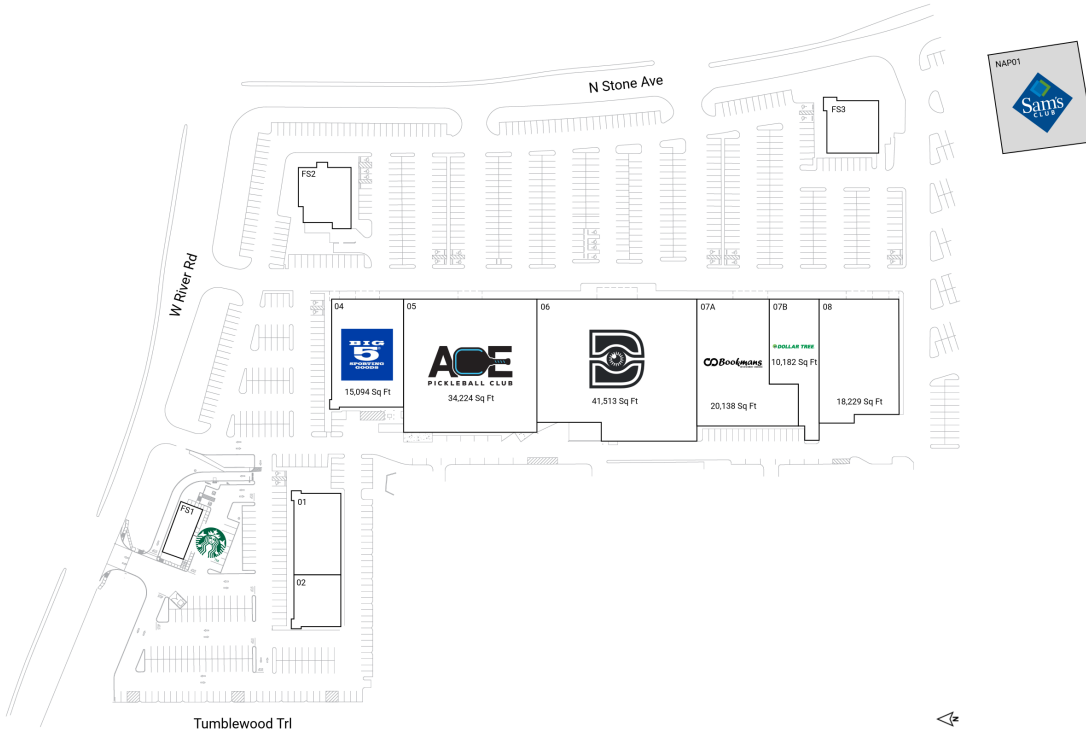 NAP01
Sam's
CLUB
N Stone Ave
FS3
FS2
W River Rd
04
BIG
5
SPORTING
GOODS
15,094 Sq Ft
05
ACE
PICKLEBALL CLUB
34,224 Sq Ft
06
D
41,513 Sq Ft
07A
Bookmans
20,138 Sq Ft
07B
DOLLAR TREE
10,182 Sq Ft
08
18,229 Sq Ft
FS1
01
02
Tumblewood Trl
N